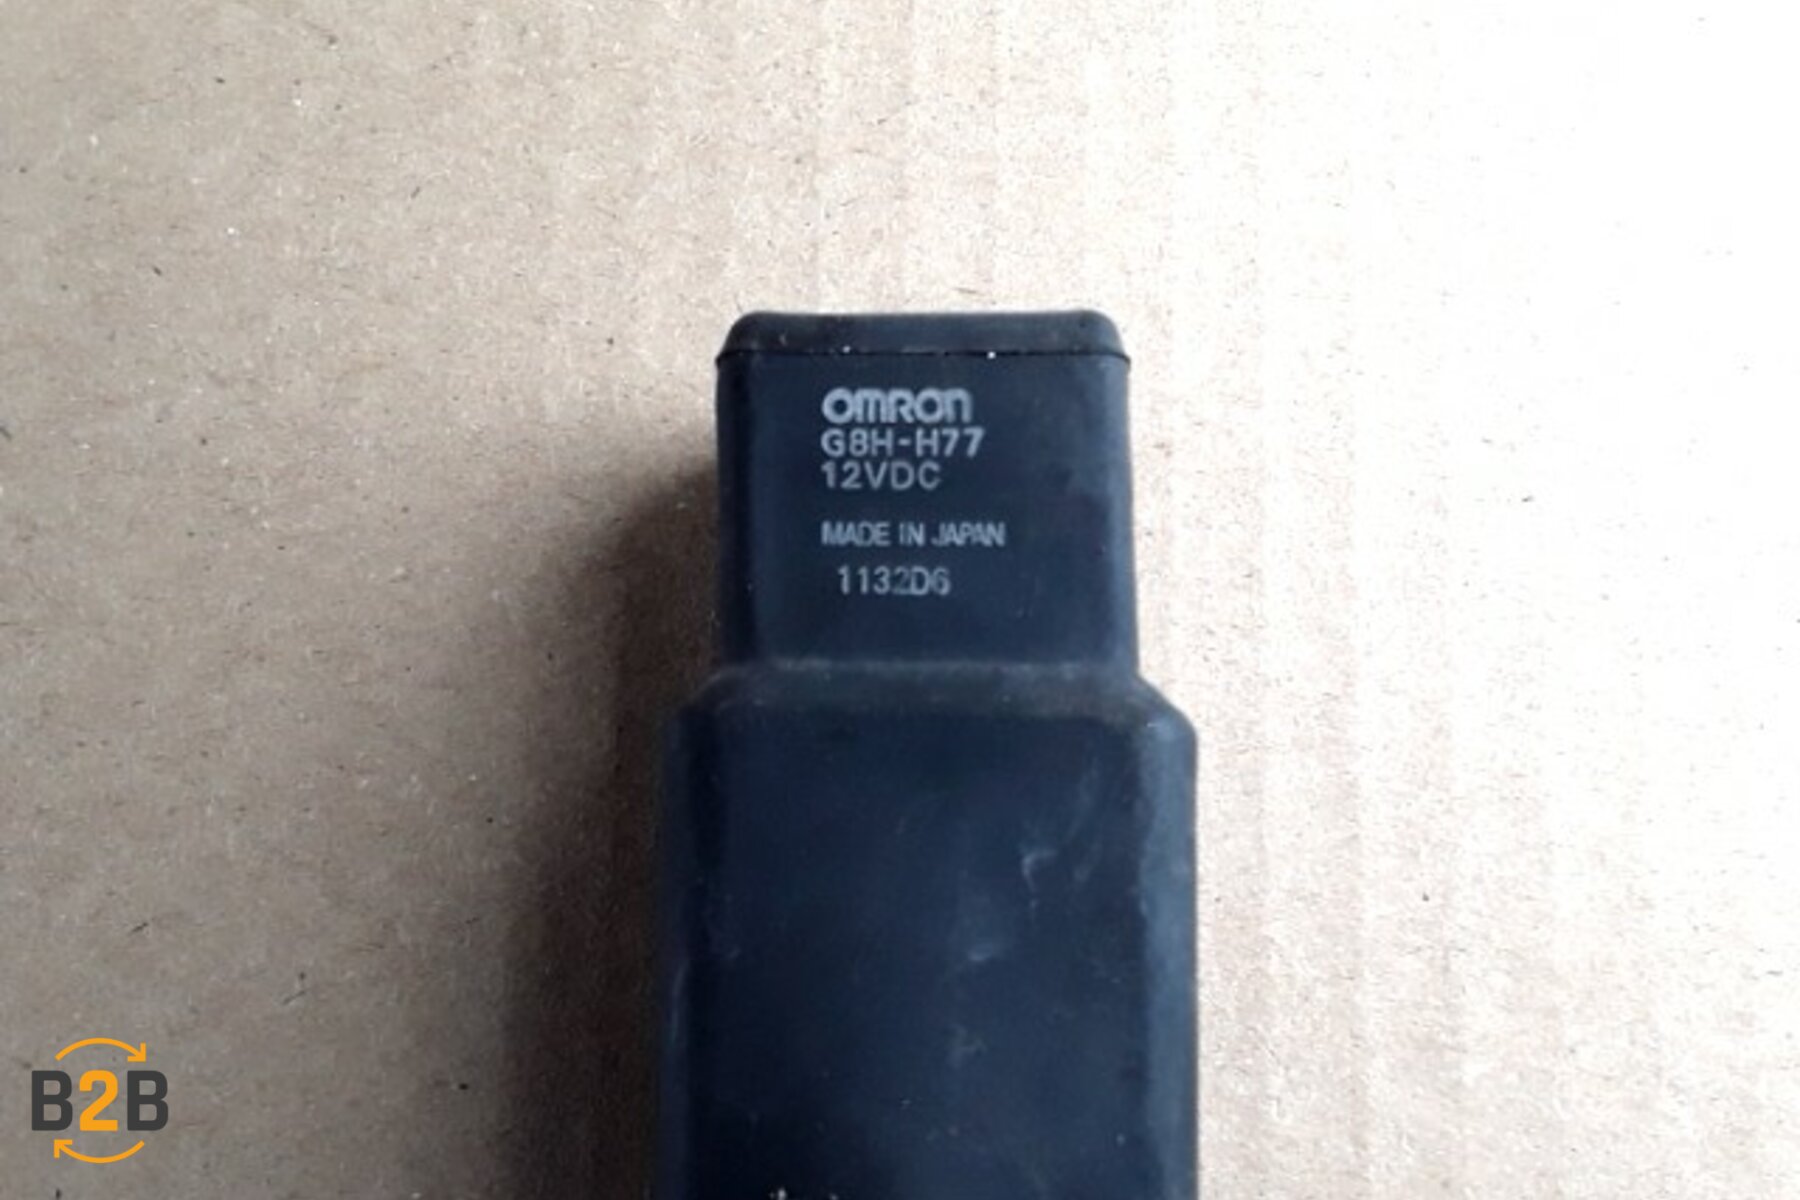 OMRON
G8H-H77
12VDC
MADE IN JAPAN
1132D6
B2B